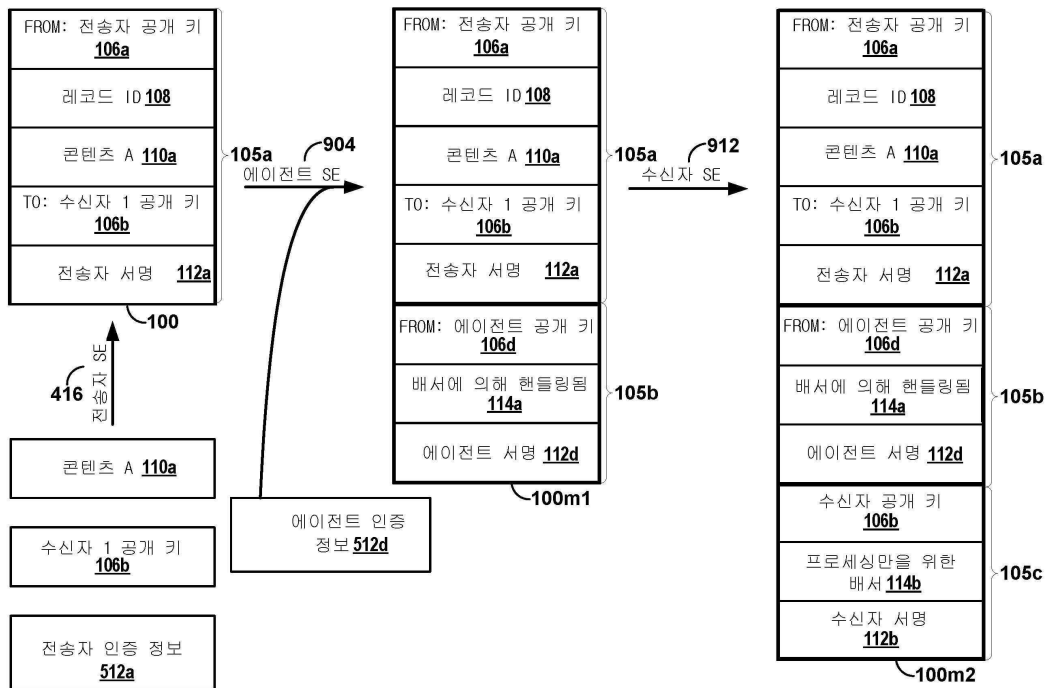 FROM: 전송자 공개 키
106a
레코드 ID 108
콘텐츠 A 110a
TO: 수신자 1 공개 키
106b
전송자 서명 112a
105a
100
416
전송자 SE
콘텐츠 A 110a
수신자 1 공개 키
106b
전송자 인증 정보
512a
904
에이전트 SE
에이전트 인증
정보 512d
FROM: 전송자 공개 키
106a
레코드 ID 108
콘텐츠 A 110a
TO: 수신자 1 공개 키
106b
전송자 서명 112a
105a
FROM: 에이전트 공개 키
106d
배서에 의해 핸들링됨
114a
에이전트 서명 112d
105b
100m1
912
수신자 SE
FROM: 전송자 공개 키
106a
레코드 ID 108
콘텐츠 A 110a
TO: 수신자 1 공개 키
106b
전송자 서명 112a
105a
FROM: 에이전트 공개 키
106d
배서에 의해 핸들링됨
114a
에이전트 서명 112d
105b
수신자 공개 키
106b
프로세싱만을 위한
배서 114b
수신자 서명
112b
105c
100m2